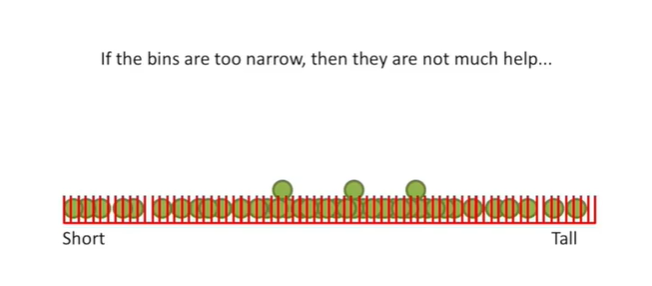 If the bins are too narrow, then they are not much help...
Short
Tall